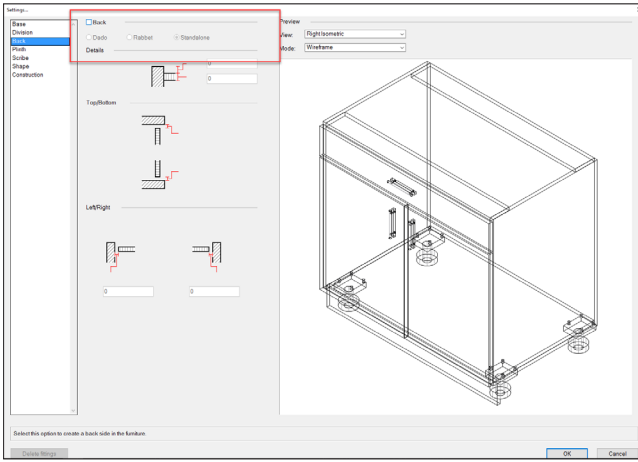 Settings...
Base
Division
Back
Plinth
Scribe
Shape
Construction
Back
Dado Rabbet Standalone
Details
0
0
Top/Bottom
Left/Right
0 0
Preview
View: Right Isometric
Mode: Wireframe
Select this option to create a back side in the furniture
Delete fittings OK Cancel